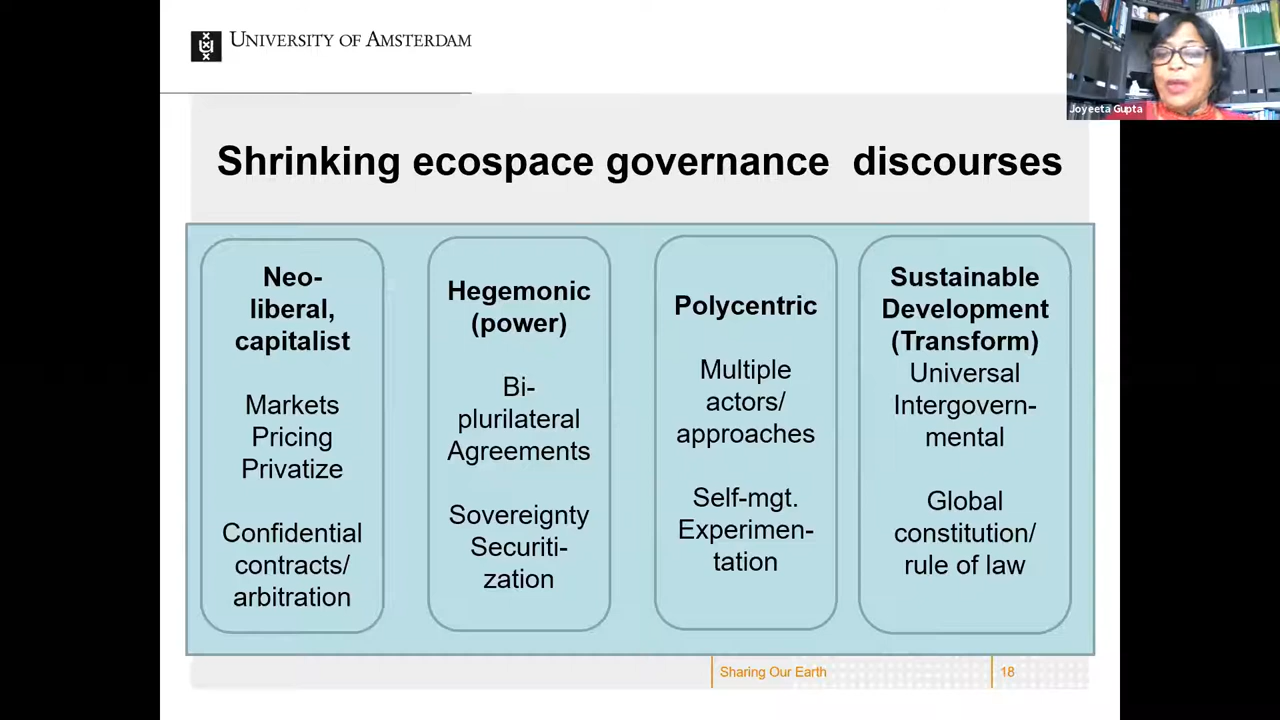 UNIVERSITY OF AMSTERDAM
Joyeeta Gupta
Shrinking ecospace governance  discourses
Neo-
liberal,
capitalist
Markets
Pricing
Privatize
Confidential
contracts/
arbitration
Hegemonic
(power)
Bi-
plurilateral
Agreements
Sovereignty
Securiti-
zation
Polycentric
Multiple
actors/
approaches
Self-mgt.
Experimen-
tation
Sustainable
Development
(Transform)
Universal
Intergovern-
mental
Global
constitution/
rule of law
Sharing Our Earth
18